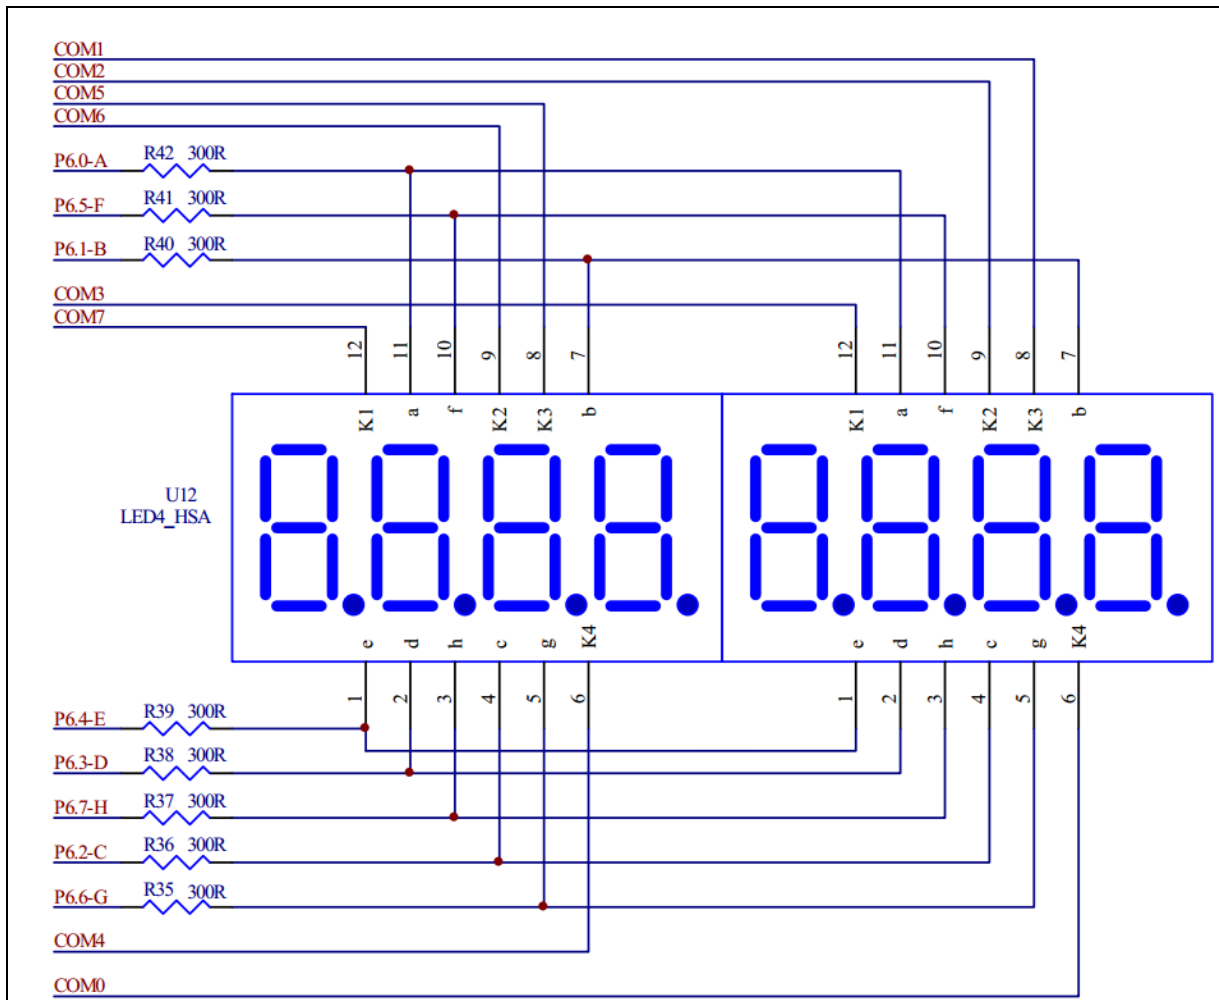 COM1
COM2
COM5
COM6
P6.0-A R42 300R
P6.5-F R41 300R
P6.1-B R40 300R
COM3
COM7
12 11 10 9 8 7 12 11 10 9 8 7
K1 a f K2 K3 b K1 a f K2 K3 b
U12
LED4_HSA
e d h c g K4 e d h c g K4
1 2 3 4 5 6 1 2 3 4 5 6
P6.4-E R39 300R
P6.3-D R38 300R
P6.7-H R37 300R
P6.2-C R36 300R
P6.6-G R35 300R
COM4
COM0